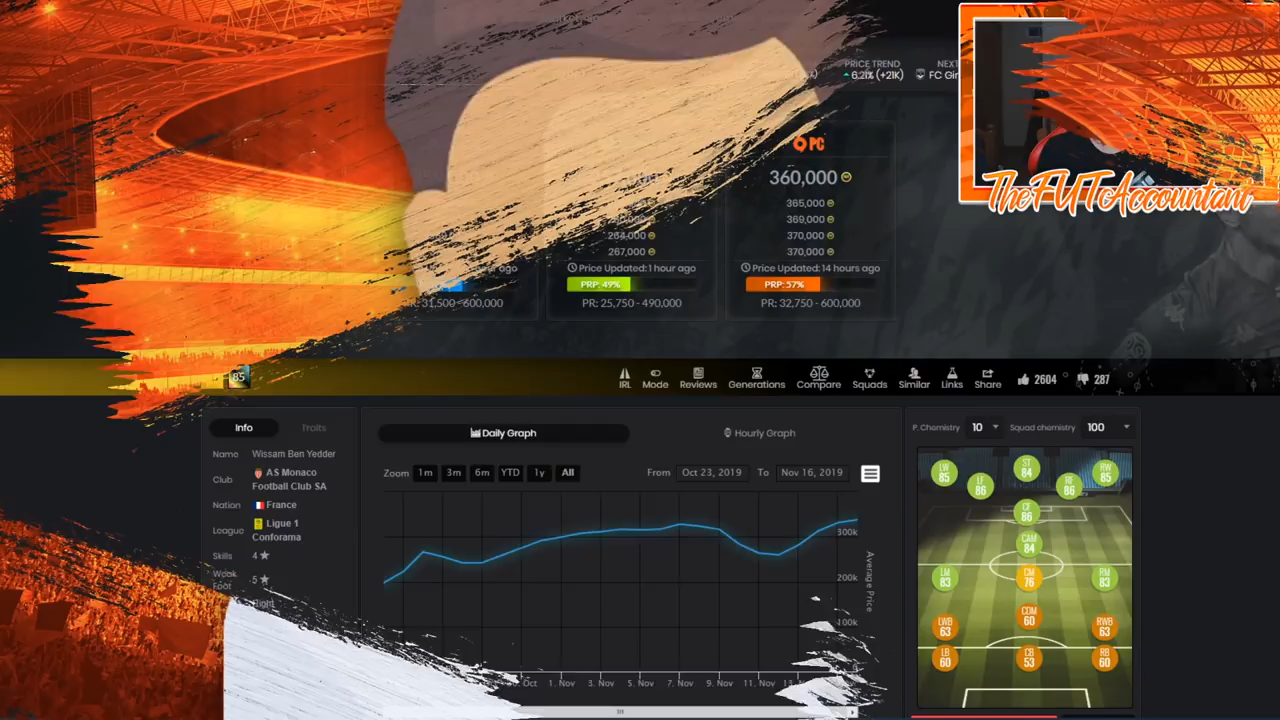 PRICE TREND
6.21% (+21K)
NEXT
FC Gir
TheFUTAccountant
PC
360,000
365,000
369,000
370,000
370,000
264,000
267,000
Price Updated: 1 hour ago
Price Updated: 14 hours ago
PRP: 49%
PRP: 57%
PR: 31,500 - 600,000
PR: 25,750 - 490,000
PR: 32,750 - 600,000
85
IRL
Mode
Reviews
Generations
Compare
Squads
Similar
Links
Share
2604
287
Info
Traits
Name Wissam Ben Yedder
Club AS Monaco
Football Club SA
Nation France
League Ligue 1
Conforama
Skills 4
Weak
Foot 5
Right
Daily Graph
Hourly Graph
Zoom 1m 3m 6m YTD 1y All
From Oct 23, 2019 To Nov 16, 2019
300k
200k
100k
Average Price
Oct 1. Nov 3. Nov 5. Nov 7. Nov 9. Nov 11. Nov
P. Chemistry 10 Squad chemistry 100
LW
85
ST
84
RW
85
LF
86
RF
86
CF
86
CAM
84
LM
83
CM
76
RM
83
CDM
60
LWB
63
RWB
63
LB
60
CB
53
RB
60